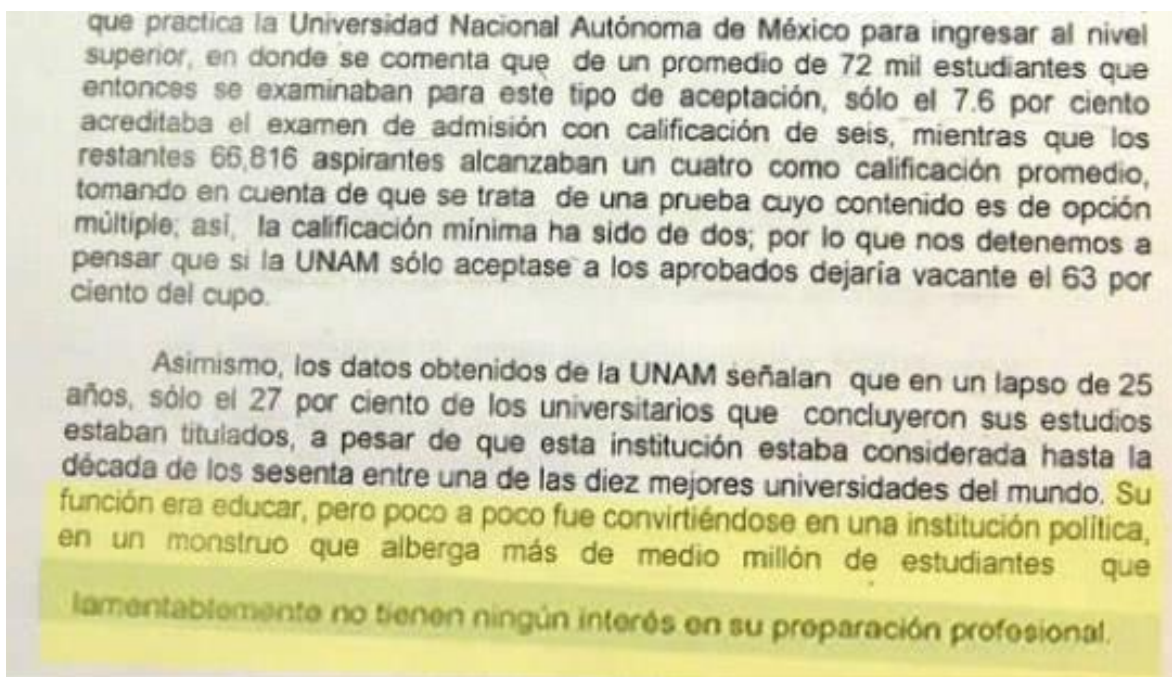 que practica la Universidad Nacional Autónoma de México para ingresar al nivel
superior, en donde se comenta que de un promedio de 72 mil estudiantes que
entonces se examinaban para este tipo de aceptación, sólo el 7.6 por ciento
acreditaba el examen de admisión con calificación de seis, mientras que los
restantes 66,816 aspirantes alcanzaban un cuatro como calificación promedio,
tomando en cuenta de que se trata de una prueba cuyo contenido es de opción
múltiple; así, la calificación mínima ha sido de dos; por lo que nos detenemos a
pensar que si la UNAM sólo aceptase a los aprobados dejaría vacante el 63 por
ciento del cupo.
Asimismo, los datos obtenidos de la UNAM señalan que en un lapso de 25
años, sólo el 27 por ciento de los universitarios que concluyeron sus estudios
estaban titulados, a pesar de que esta institución estaba considerada hasta la
década de los sesenta entre una de las diez mejores universidades del mundo. Su
función era educar, pero poco a poco fue convirtiéndose en una institución política,
en un monstruo que alberga más de medio millón de estudiantes que
lamentablemente no tienen ningún interés en su preparación profesional.